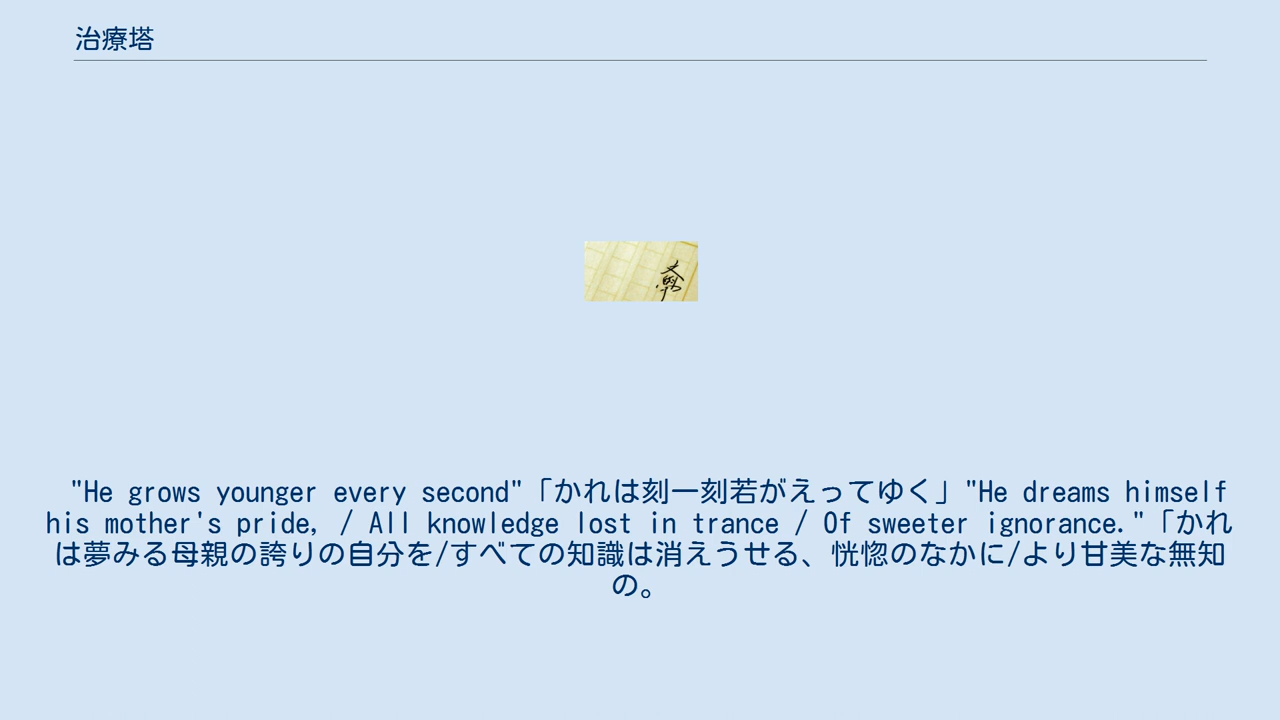 治療塔
"He grows younger every second"「かれは刻一刻若がえってゆく」"He dreams himself
his mother's pride, / All knowledge lost in trance / Of sweeter ignorance."「かれ
は夢みる母親の誇りの自分を/すべての知識は消えうせる、恍惚のなかに/より甘美な無知
の。